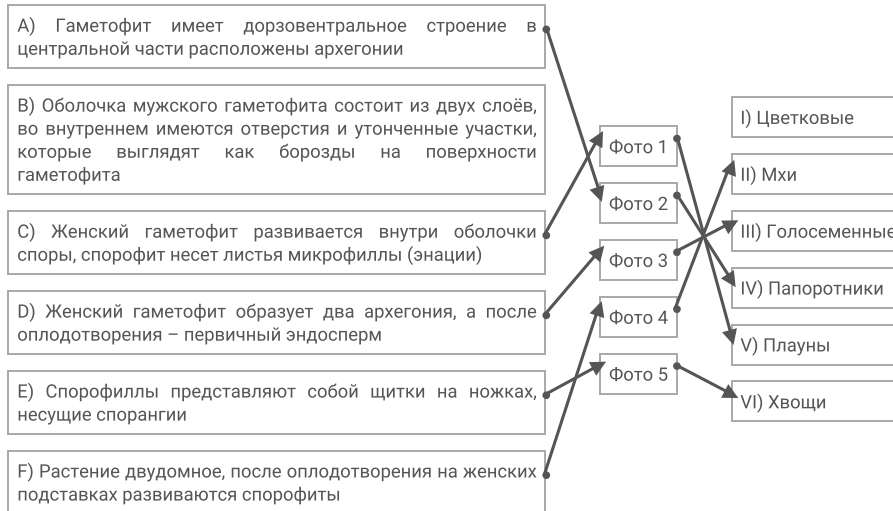 A) Гаметофит имеет дорзовентральное строение в
центральной части расположены архегонии
B) Оболочка мужского гаметофита состоит из двух слоёв,
во внутреннем имеются отверстия и утонченные участки,
которые выглядят как борозды на поверхности
гаметофита
C) Женский гаметофит развивается внутри оболочки
споры, спорофит несет листья микрофиллы (энации)
D) Женский гаметофит образует два архегония, а после
оплодотворения – первичный эндосперм
E) Спорофиллы представляют собой щитки на ножках,
несущие спорангии
F) Растение двудомное, после оплодотворения на женских
подставках развиваются спорофиты
Фото 1
Фото 2
Фото 3
Фото 4
Фото 5
I) Цветковые
II) Мхи
III) Голосеменные
IV) Папоротники
V) Плауны
VI) Хвощи